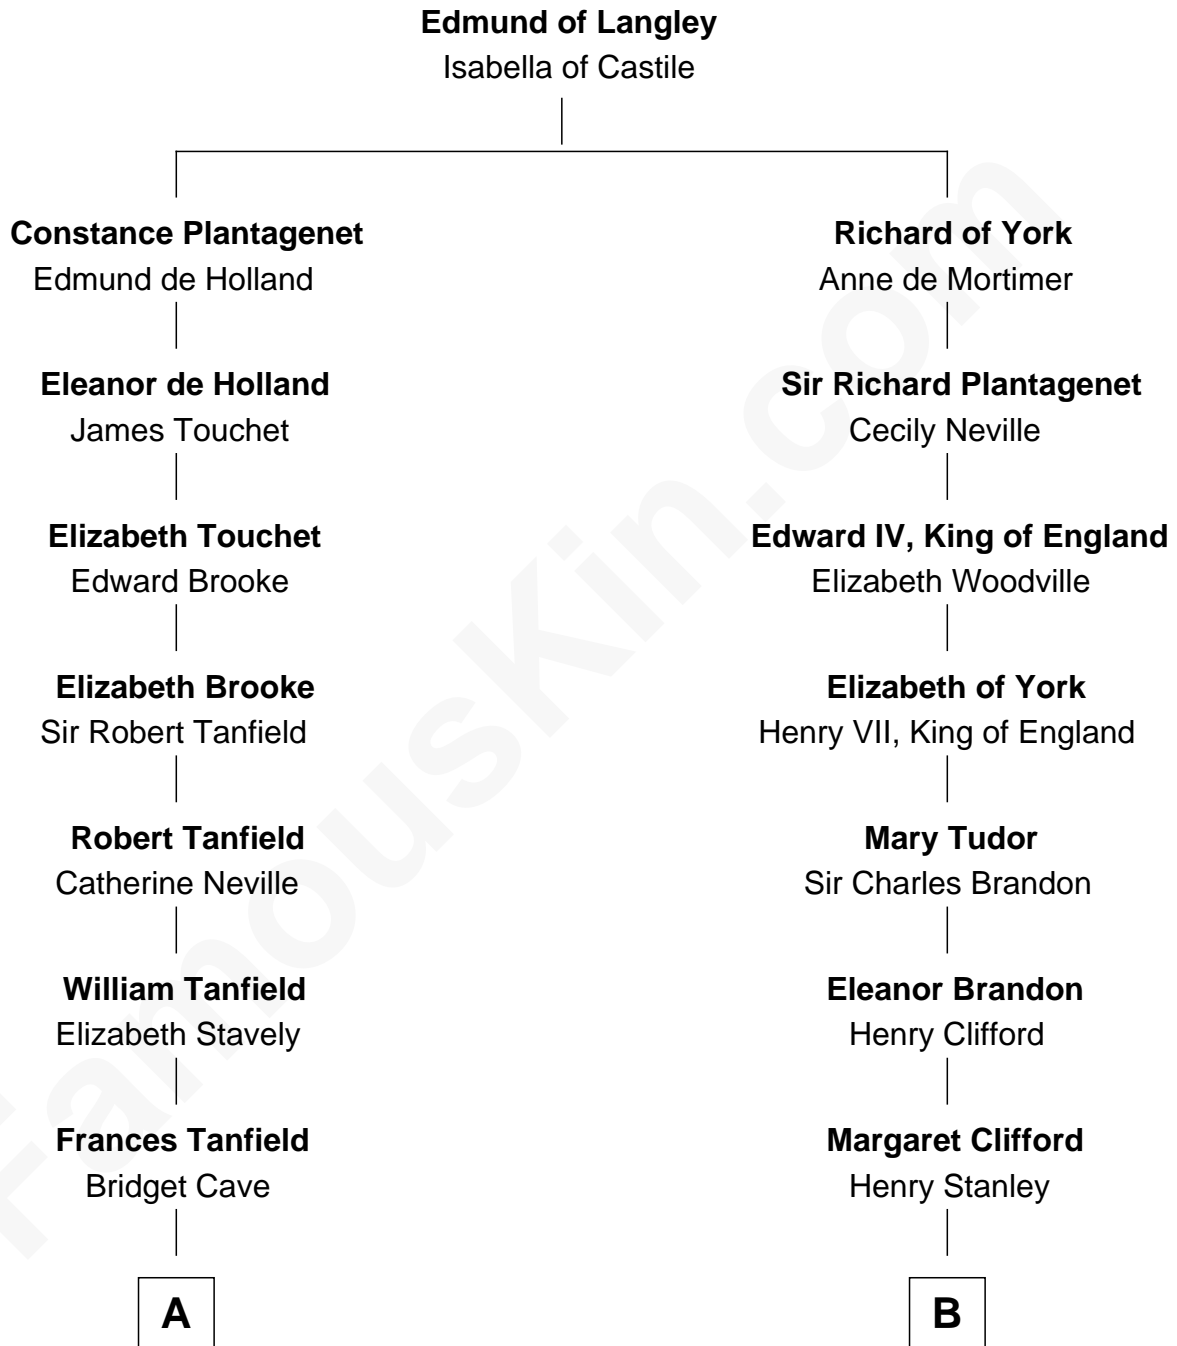 Edmund of Langley
Isabella of Castile
Constance Plantagenet
Edmund de Holland
Eleanor de Holland
James Touchet
Elizabeth Touchet
Edward Brooke
Elizabeth Brooke
Sir Robert Tanfield
Robert Tanfield
Catherine Neville
William Tanfield
Elizabeth Stavely
Frances Tanfield
Bridget Cave
A
Richard of York
Anne de Mortimer
Sir Richard Plantagenet
Cecily Neville
Edward IV, King of England
Elizabeth Woodville
Elizabeth of York
Henry VII, King of England
Mary Tudor
Sir Charles Brandon
Eleanor Brandon
Henry Clifford
Margaret Clifford
Henry Stanley
B
FamousKin.com